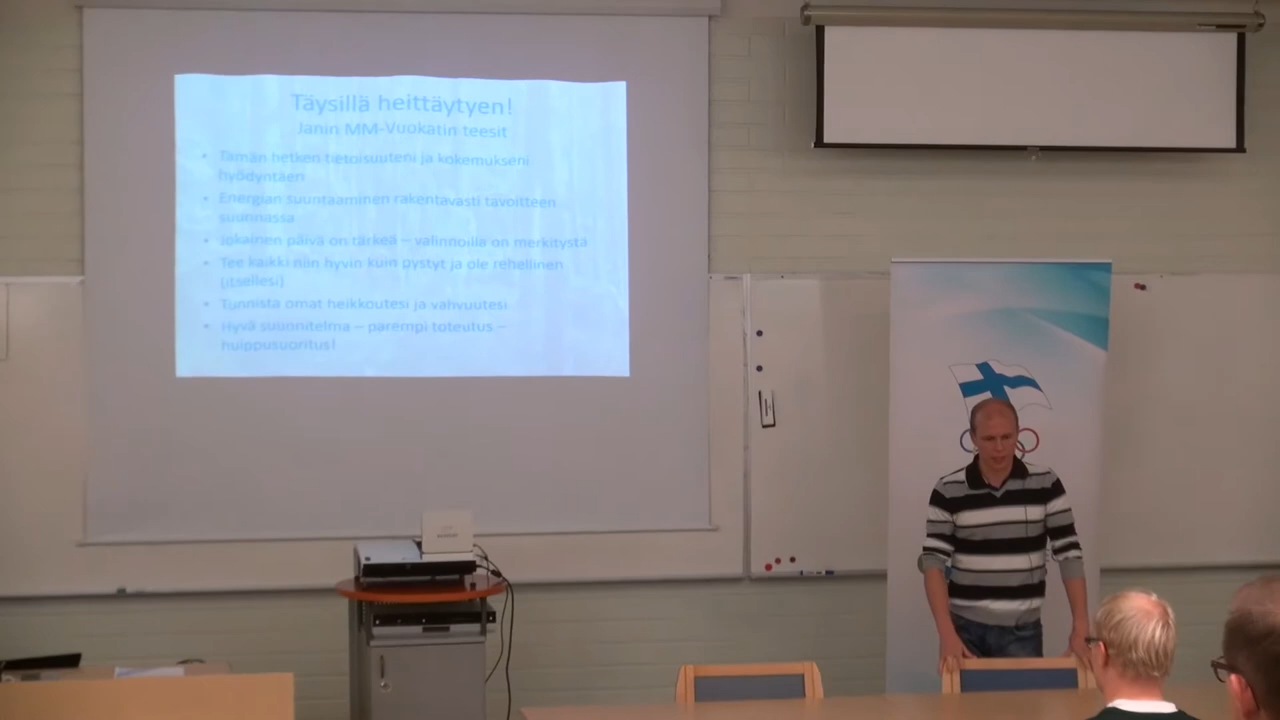 Täysillä heittäytyen!
Janin MM-Vuokatin teesit
• Tämän hetken tietoisuuteni ja kokemukseni
hyödyntäen
• Energian suuntaaminen rakentavasti tavoitteen
suunnassa
• Jokainen päivä on tärkeä – valinnoilla on merkitystä
• Tee kaikki niin hyvin kuin pystyt ja ole rehellinen
(itsellesi)
• Tunnista omat heikkoutesi ja vahvuutesi
• Hyvä suunnitelma – parempi toteutus –
huippusuoritus!